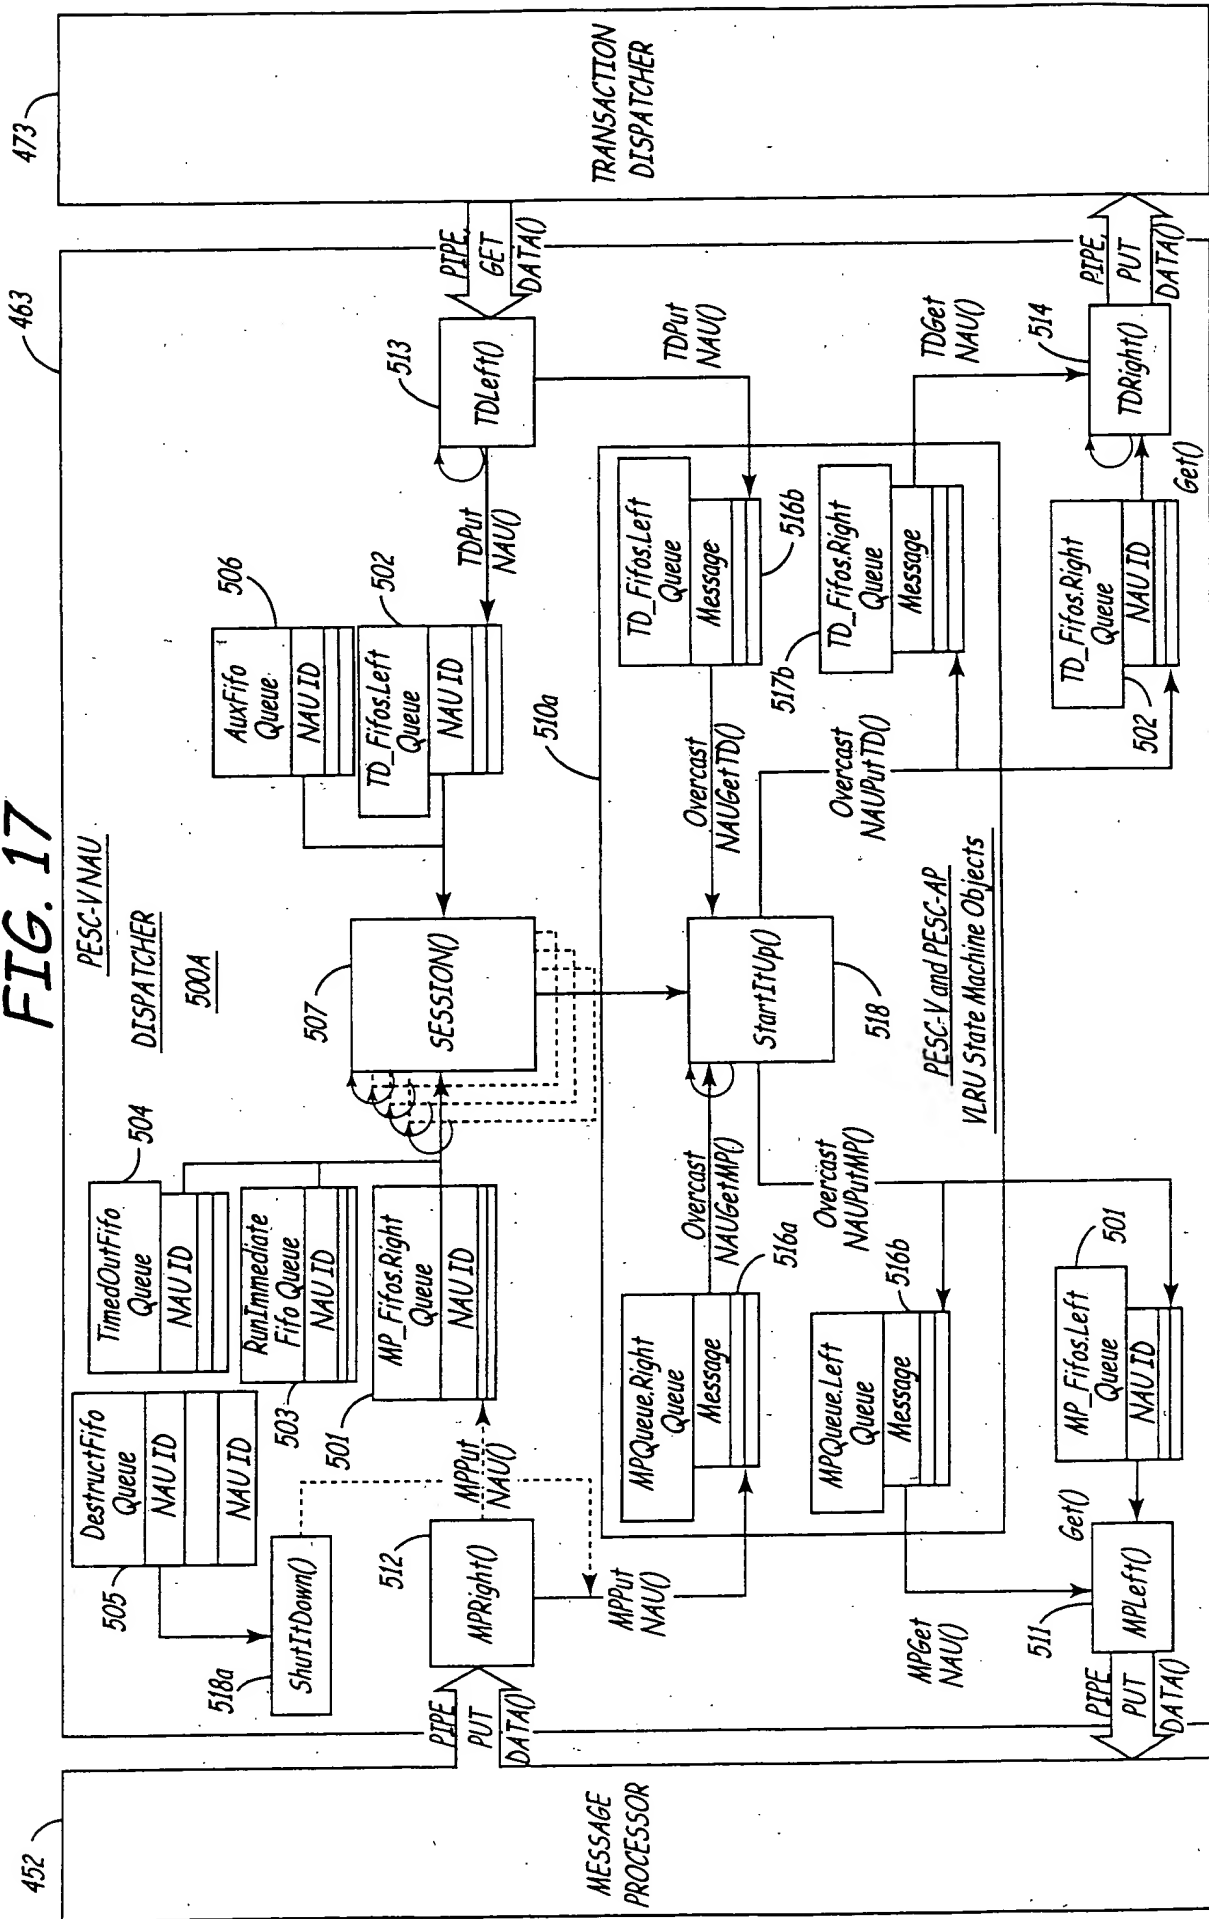 FIG. 17
452
463
473
MESSAGE
PROCESSOR
TRANSACTION
DISPATCHER
PESC-V NAU
DISPATCHER
500A
DestructFifo
Queue
NAU ID
NAU ID
505
ShutItDown()
518a
TimedOutFifo
Queue
NAU ID
504
RunImmediate
Fifo Queue
NAU ID
503
MP_Fifos.Right
Queue
NAU ID
501
507
SESSION()
AuxFifo
Queue
NAU ID
506
TD_Fifos.Left
Queue
NAU ID
502
TDPut
NAU()
513
TDLeft()
PIPE,
GET
DATA()
PIPE
PUT
DATA()
512
MPRight()
MPPut
NAU()
MPPut
NAU()
510a
TDPut
NAU()
MPQueue.Right
Queue
Message
516a
Overcast
NAUGetMP()
StartItUp()
518
Overcast
NAUGetTD()
TD_Fifos.Left
Queue
Message
516b
MPQueue.Left
Queue
Message
516b
Overcast
NAUPutMP()
PESC-V and PESC-AP
VLRU State Machine Objects
Overcast
NAUPutTD()
517b
TD_Fifos.Right
Queue
Message
TDGet
NAU()
MPGet
NAU()
511
MPLeft()
PIPE
PUT
DATA()
Get()
MP_Fifos.Left
Queue
NAU ID
501
TD_Fifos.Right
Queue
NAU ID
502
Get()
514
TDRight()
PIPE,
PUT
DATA()